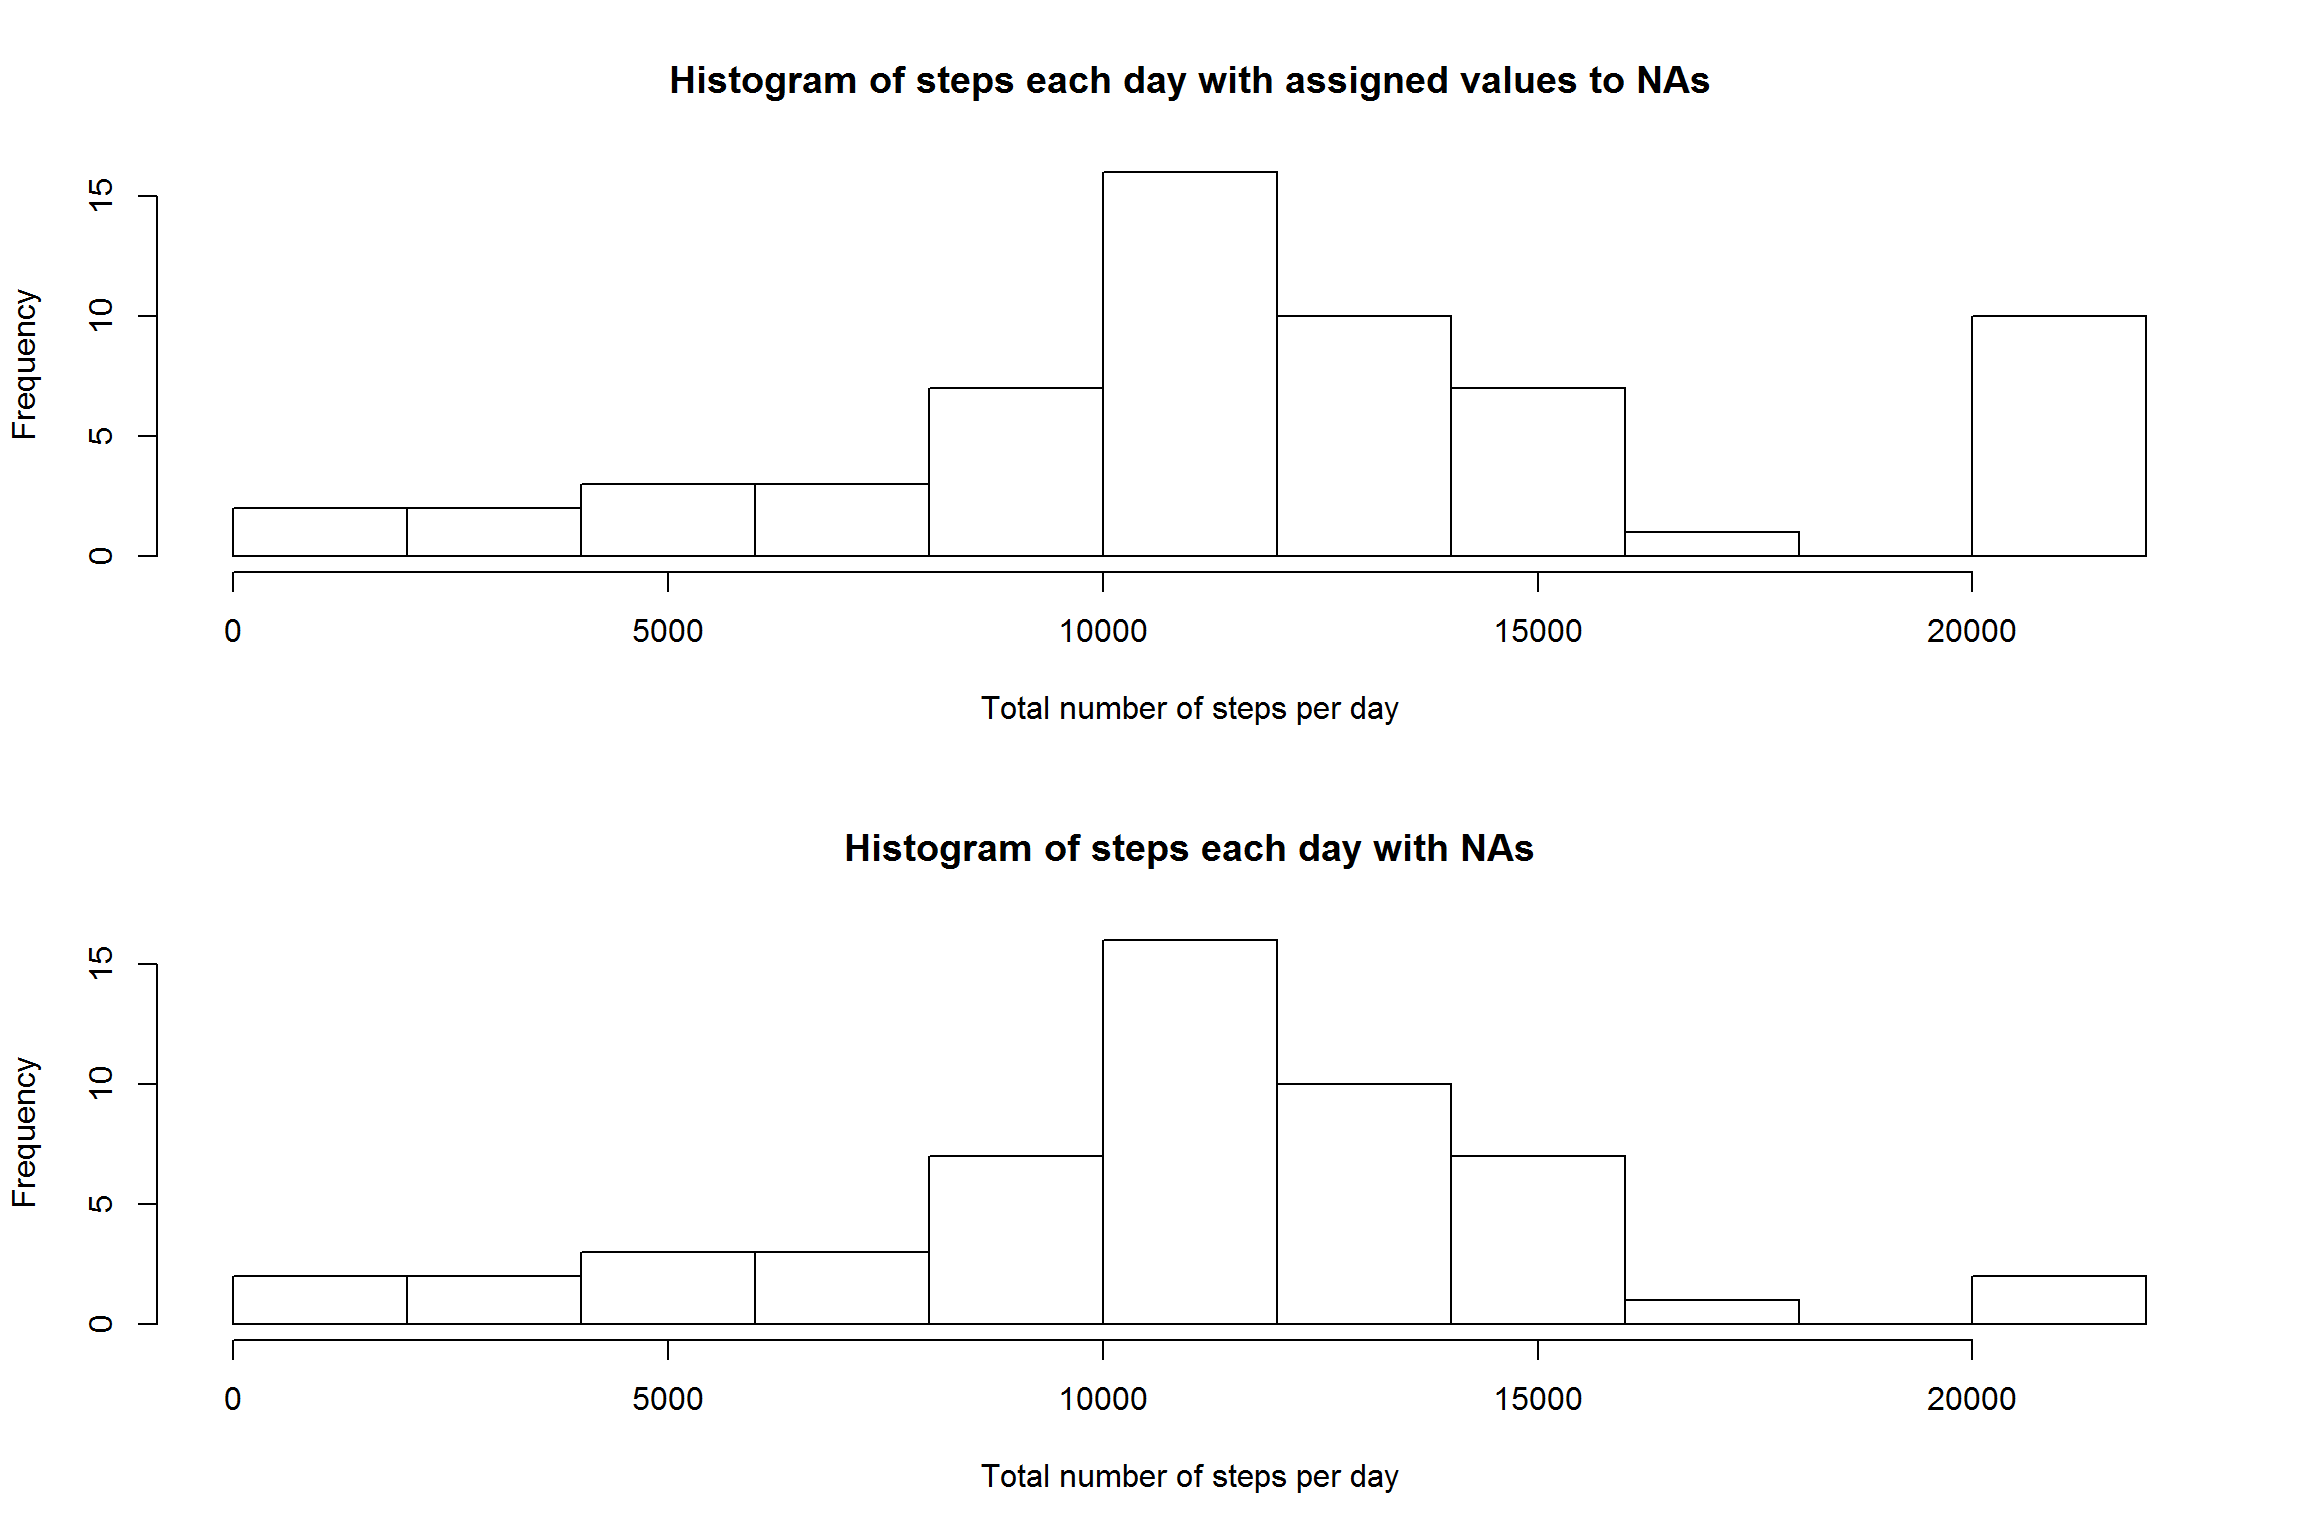 Histogram of steps each day with assigned values to NAs
Frequency
15
10
5
0
0 5000 10000 15000 20000
Total number of steps per day
Histogram of steps each day with NAs
Frequency
15
10
5
0
0 5000 10000 15000 20000
Total number of steps per day